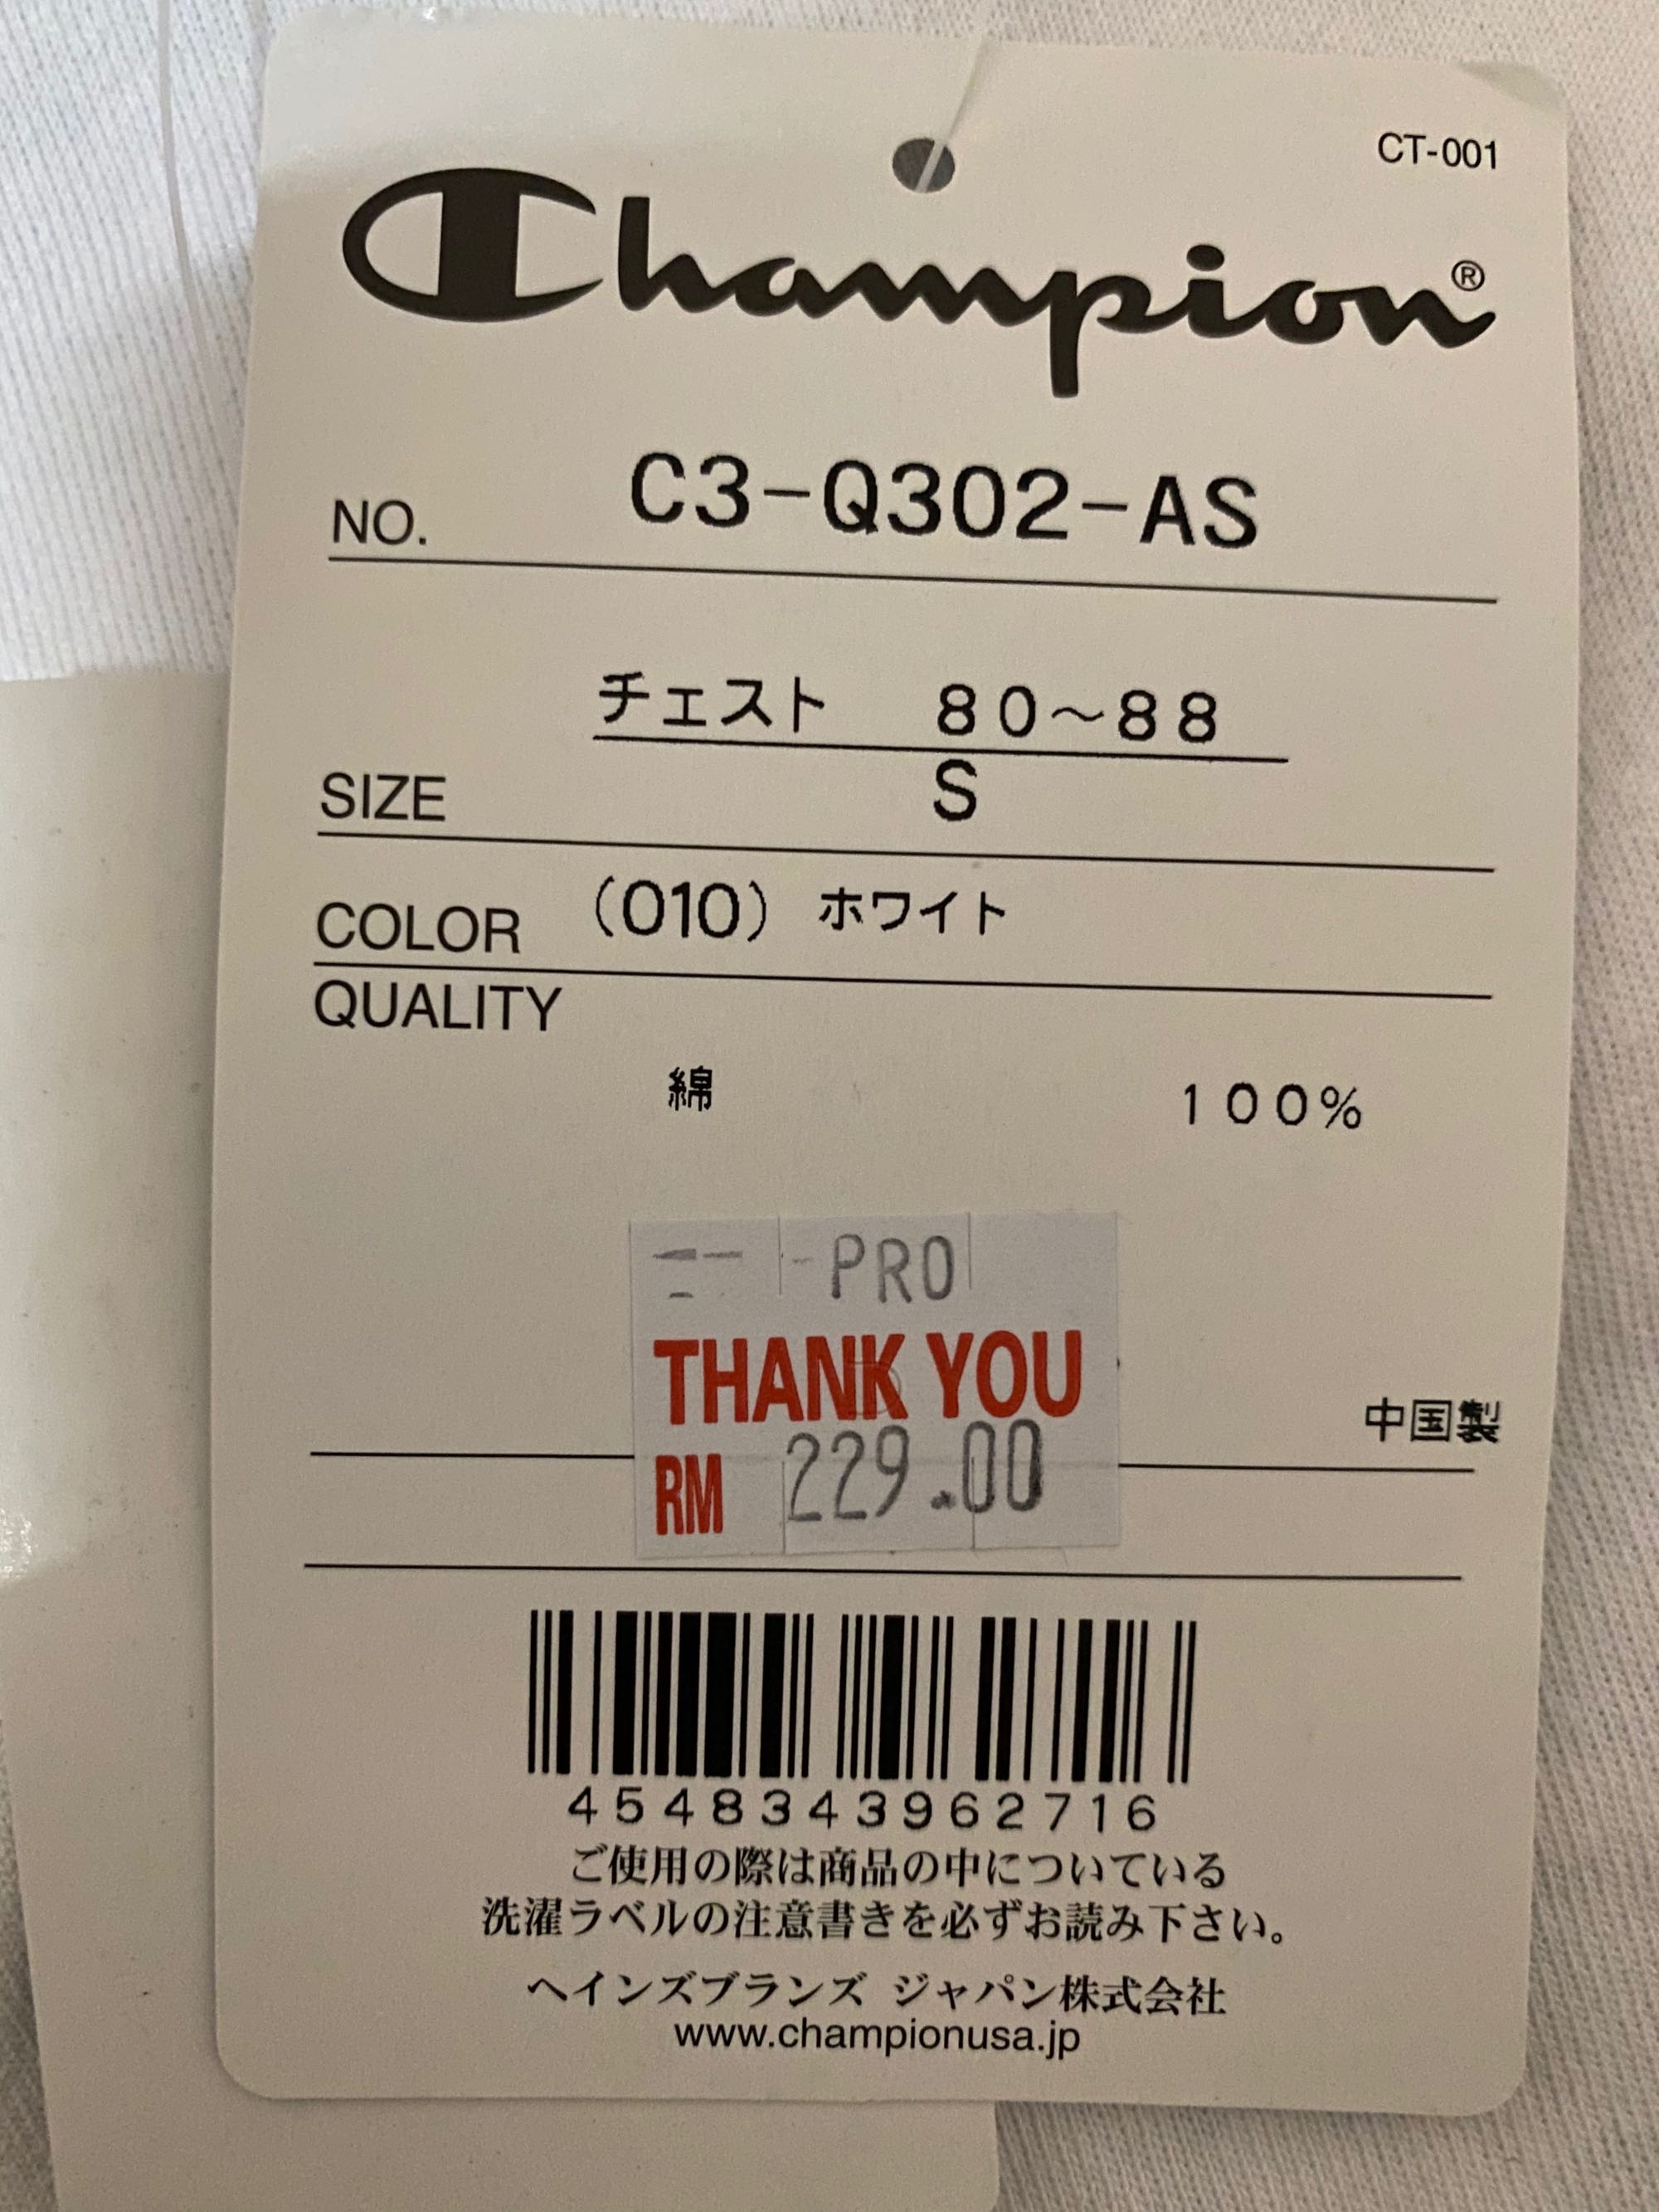 CT-001
Champion®
NO. C3-Q302-AS
チェスト 80～88
SIZE S
COLOR (010) ホワイト
QUALITY
綿 100%
-PRO
THANK YOU
中国製
RM 229.00
4548343962716
ご使用の際は商品の中についている
洗濯ラベルの注意書きを必ずお読み下さい。
ヘインズブランズ ジャパン株式会社
www.championusa.jp